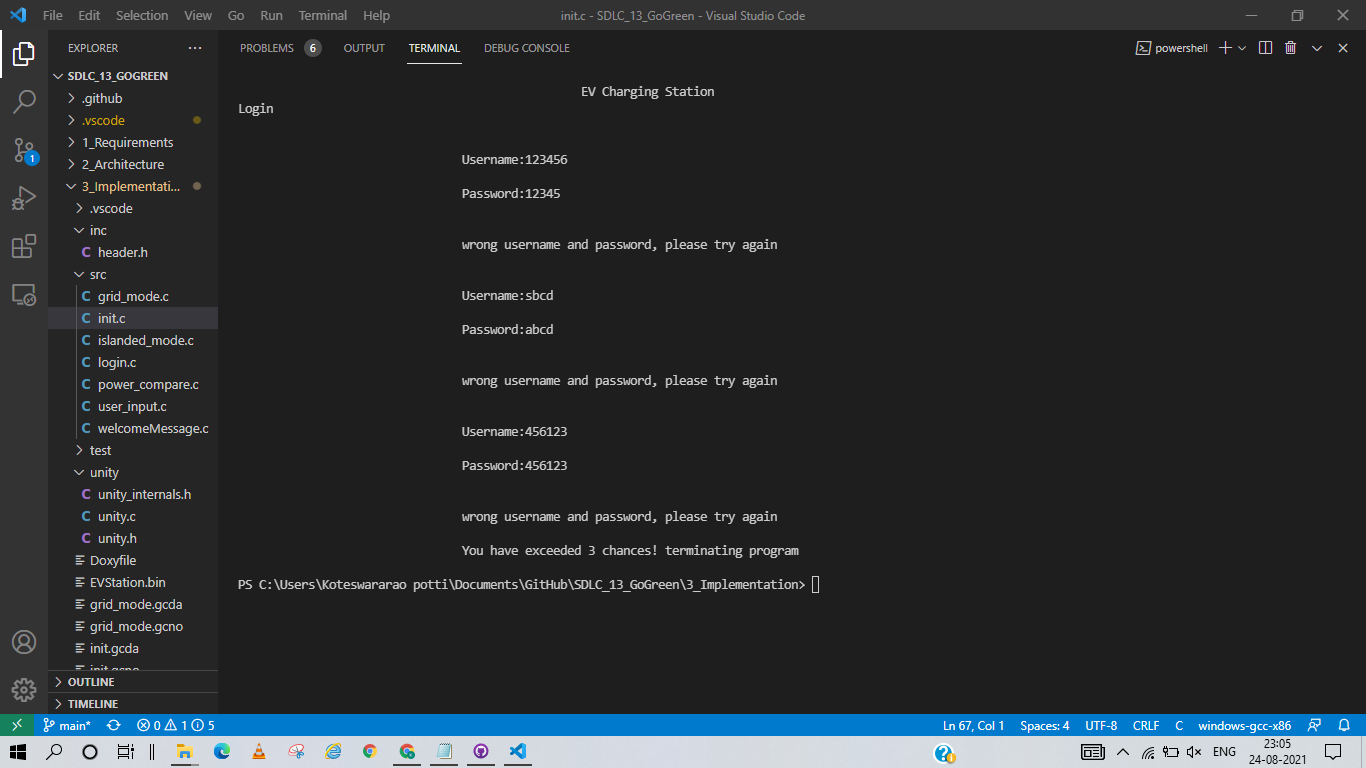 File Edit Selection View Go Run Terminal Help
init.c - SDLC_13_GoGreen - Visual Studio Code
EXPLORER
SDLC_13_GOGREEN
.github
.vscode
1_Requirements
2_Architecture
3_Implementati...
.vscode
inc
C header.h
src
C grid_mode.c
C init.c
C islanded_mode.c
C login.c
C power_compare.c
C user_input.c
C welcomeMessage.c
test
unity
C unity_internals.h
C unity.c
C unity.h
Doxyfile
EVStation.bin
grid_mode.gcda
grid_mode.gcno
init.gcda
init.gcno
OUTLINE
TIMELINE
1
PROBLEMS 6 OUTPUT TERMINAL DEBUG CONSOLE
powershell
EV Charging Station
Login
Username:123456
Password:12345
wrong username and password, please try again
Username:sbcd
Password:abcd
wrong username and password, please try again
Username:456123
Password:456123
wrong username and password, please try again
You have exceeded 3 chances! terminating program
PS C:\Users\Koteswararao potti\Documents\GitHub\SDLC_13_GoGreen\3_Implementation>
main* 0 1 5
Ln 67, Col 1 Spaces: 4 UTF-8 CRLF C windows-gcc-x86
ENG
23:05
24-08-2021